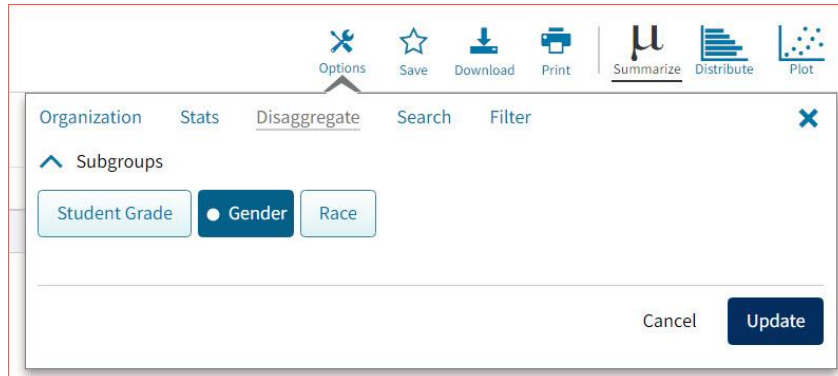 μ
Options Save Download Print Summarize Distribute Plot
Organization Stats Disaggregate Search Filter
Subgroups
Student Grade Gender Race
Cancel Update